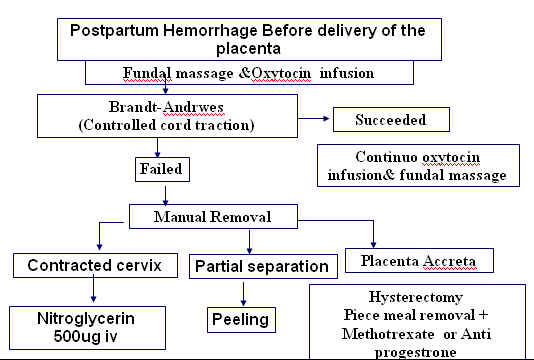 Postpartum Hemorrhage Before delivery of the
placenta
Fundal massage &Oxytocin infusion
Brandt-Andrwes
(Controlled cord traction)
Succeeded
Continuo oxytocin
infusion& fundal massage
Failed
Manual Removal
Contracted cervix
Partial separation
Placenta Accreta
Nitroglycerin
500ug iv
Peeling
Hysterectomy
Piece meal removal +
Methotrexate or Anti
progestrone